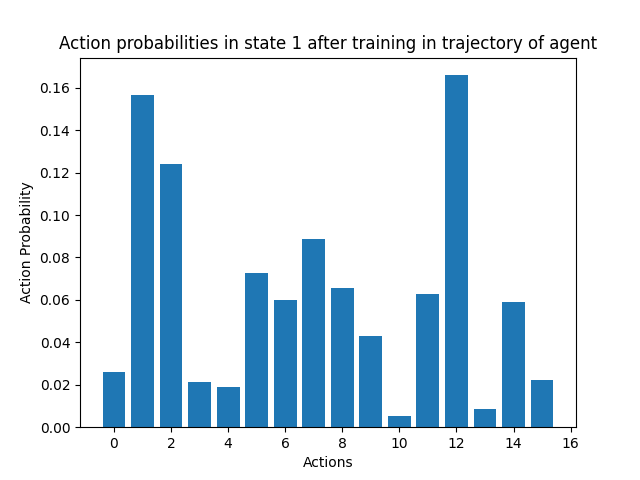 Action probabilities in state 1 after training in trajectory of agent
0.16
0.14
0.12
0.10
0.08
0.06
0.04
0.02
0.00
Action Probability
0 2 4 6 8 10 12 14 16
Actions